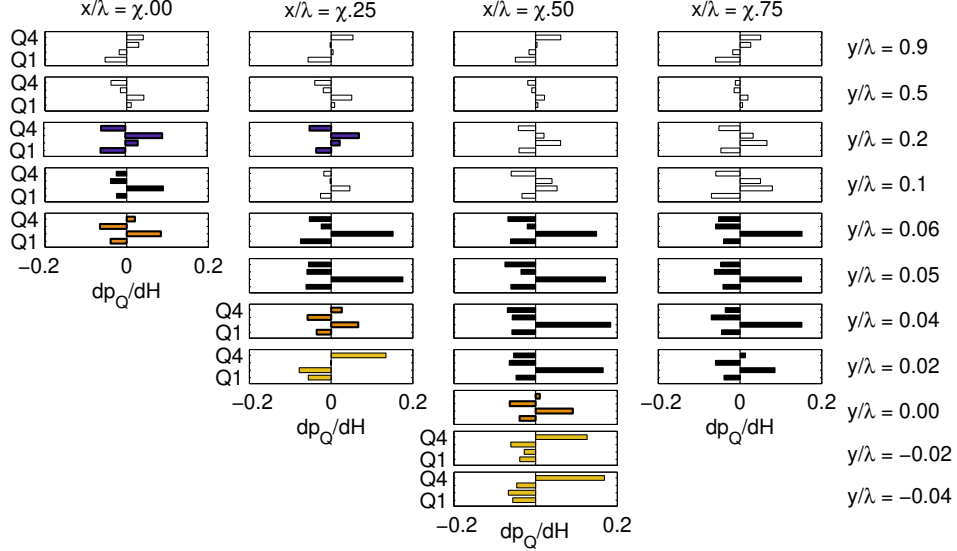 x/λ = χ.00 x/λ = χ.25 x/λ = χ.50 x/λ = χ.75
Q4
Q1
y/λ = 0.9
Q4
Q1
y/λ = 0.5
Q4
Q1
y/λ = 0.2
Q4
Q1
y/λ = 0.1
Q4
Q1
y/λ = 0.06
−0.2 0 0.2
dp_Q/dH
y/λ = 0.05
Q4
Q1
y/λ = 0.04
Q4
Q1
y/λ = 0.02
−0.2 0 0.2
dp_Q/dH
−0.2 0 0.2
dp_Q/dH
y/λ = 0.00
Q4
Q1
y/λ = −0.02
Q4
Q1
y/λ = −0.04
−0.2 0 0.2
dp_Q/dH